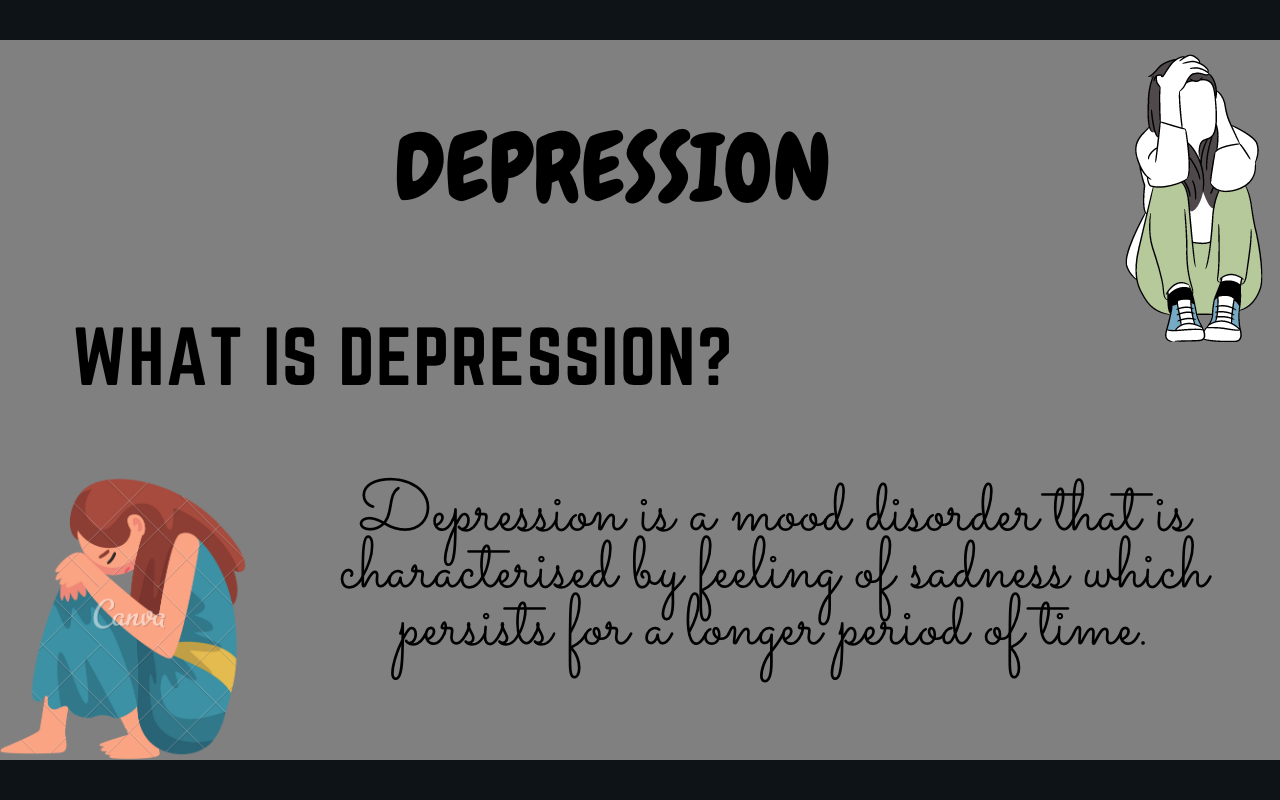 DEPRESSION
WHAT IS DEPRESSION?
Depression is a mood disorder that is
characterised by feeling of sadness which
persists for a longer period of time.
Canva